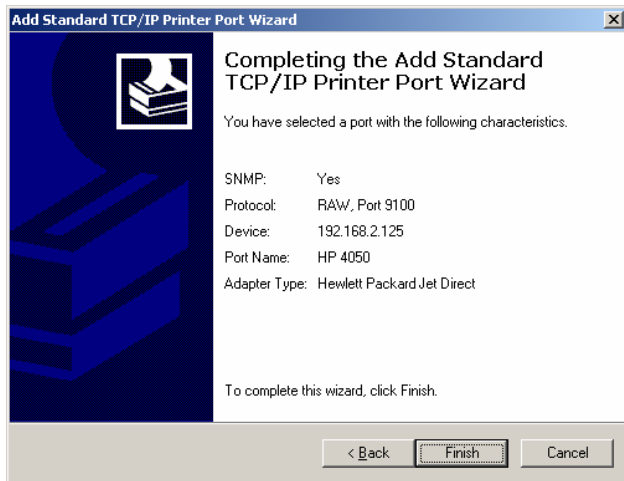 Add Standard TCP/IP Printer Port Wizard
Completing the Add Standard
TCP/IP Printer Port Wizard
You have selected a port with the following characteristics.
SNMP: Yes
Protocol: RAW, Port 9100
Device: 192.168.2.125
Port Name: HP 4050
Adapter Type: Hewlett Packard Jet Direct
To complete this wizard, click Finish.
< Back Finish Cancel